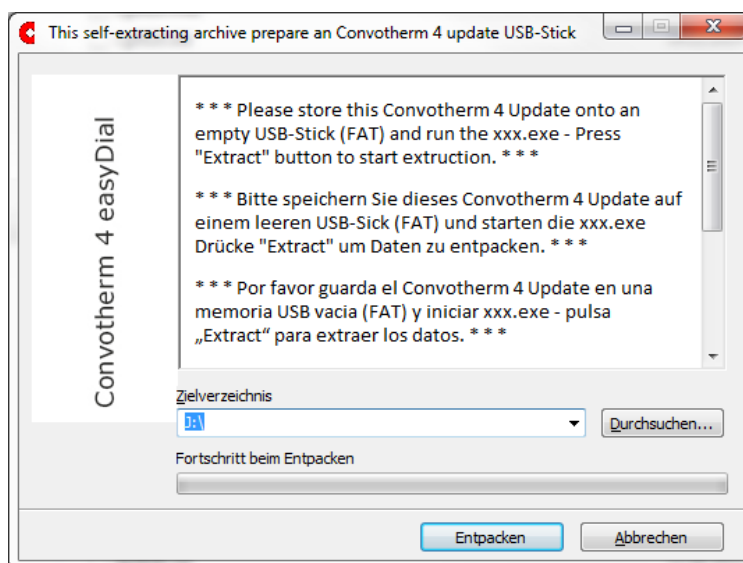 This self-extracting archive prepare an Convotherm 4 update USB-Stick
Convotherm 4 easyDial
* * * Please store this Convotherm 4 Update onto an
empty USB-Stick (FAT) and run the xxx.exe - Press
"Extract" button to start extruction. * * *
* * * Bitte speichern Sie dieses Convotherm 4 Update auf
einem leeren USB-Sick (FAT) und starten die xxx.exe
Drücke "Extract" um Daten zu entpacken. * * *
* * * Por favor guarda el Convotherm 4 Update en una
memoria USB vacia (FAT) y iniciar xxx.exe - pulsa
„Extract“ para extraer los datos. * * *
Zielverzeichnis
D:\
Durchsuchen...
Fortschritt beim Entpacken
Entpacken
Abbrechen